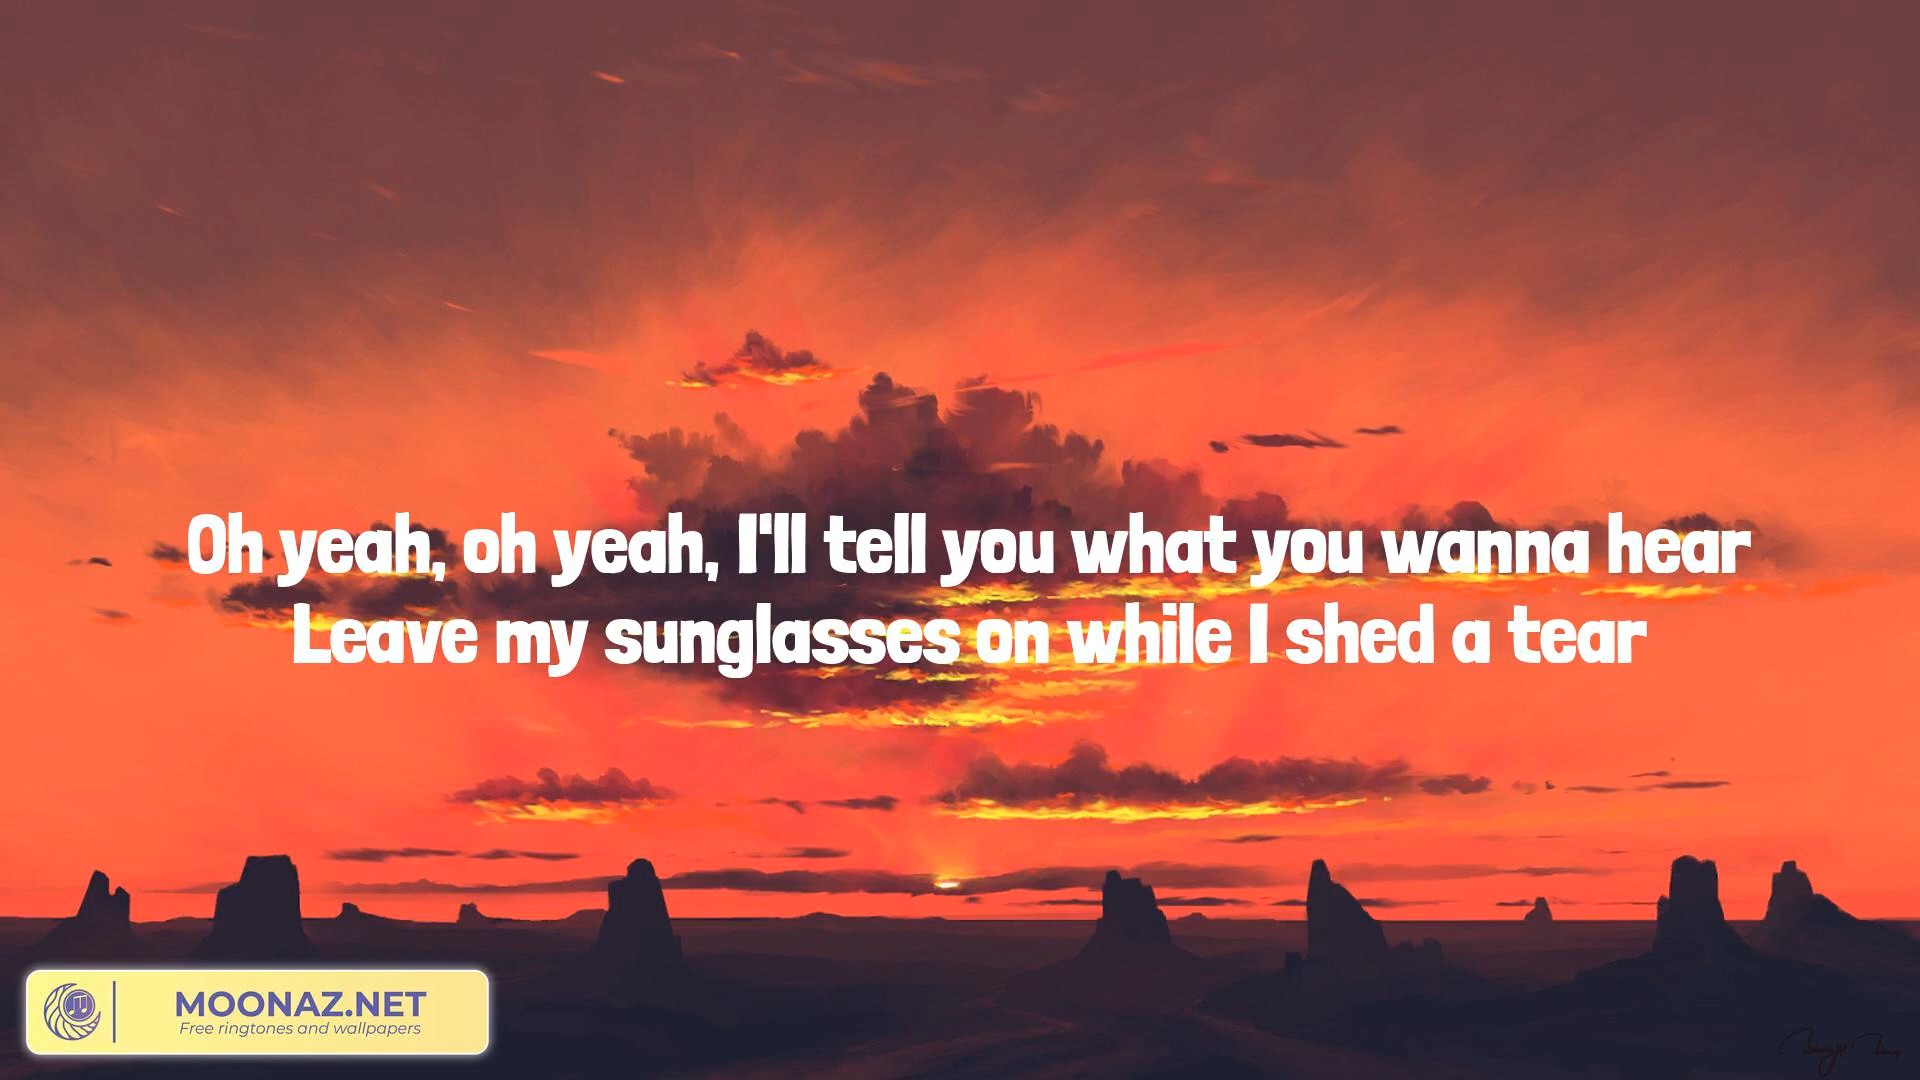 Oh yeah, oh yeah, I'll tell you what you wanna hear
Leave my sunglasses on while I shed a tear
MOONAZ.NET
Free ringtones and wallpapers